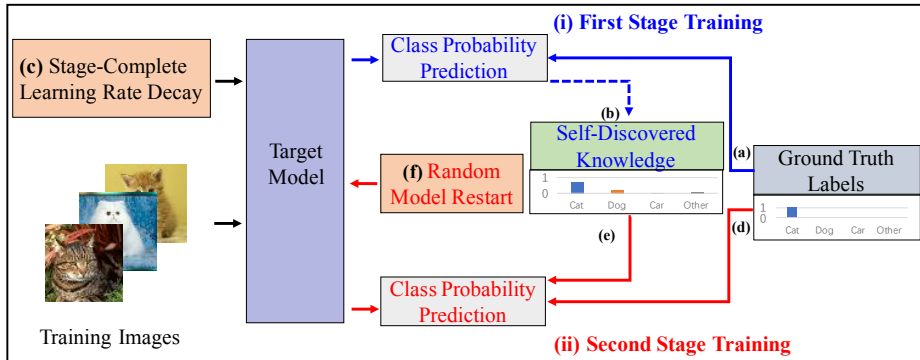 (i) First Stage Training
(c) Stage-Complete
Learning Rate Decay
Class Probability
Prediction
(b)
Self-Discovered
Knowledge
1
0
Cat Dog Car Other
(a)
Ground Truth
Labels
1
0
Cat Dog Car Other
Target
Model
(f) Random
Model Restart
(e)
(d)
Class Probability
Prediction
Training Images
(ii) Second Stage Training